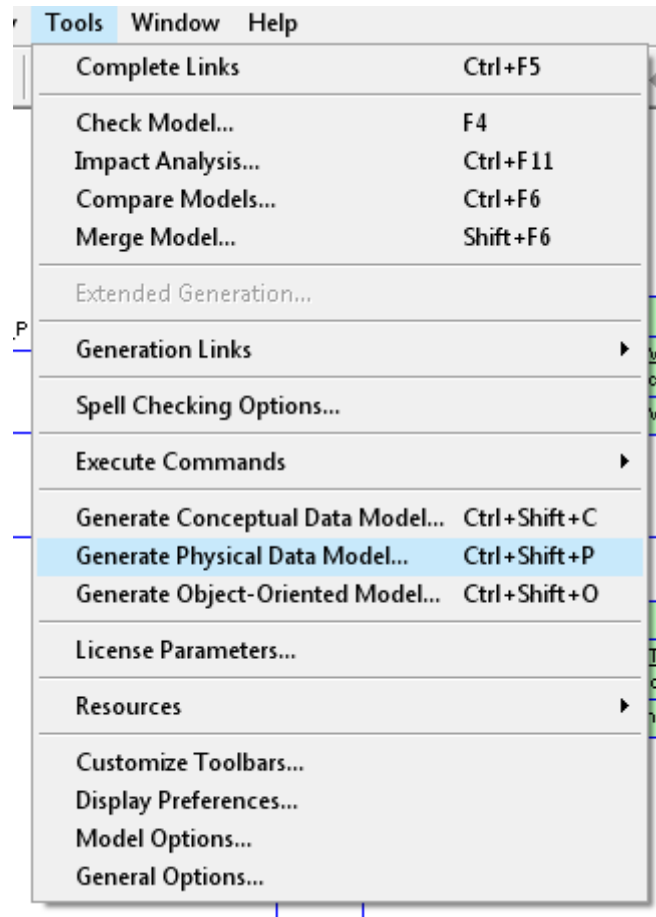 Tools Window Help
Complete Links Ctrl+F5
Check Model... F4
Impact Analysis... Ctrl+F11
Compare Models... Ctrl+F6
Merge Model... Shift+F6
Extended Generation...
_P
Generation Links
Spell Checking Options...
Execute Commands
Generate Conceptual Data Model... Ctrl+Shift+C
Generate Physical Data Model... Ctrl+Shift+P
Generate Object-Oriented Model... Ctrl+Shift+O
License Parameters...
Resources
Customize Toolbars...
Display Preferences...
Model Options...
General Options...